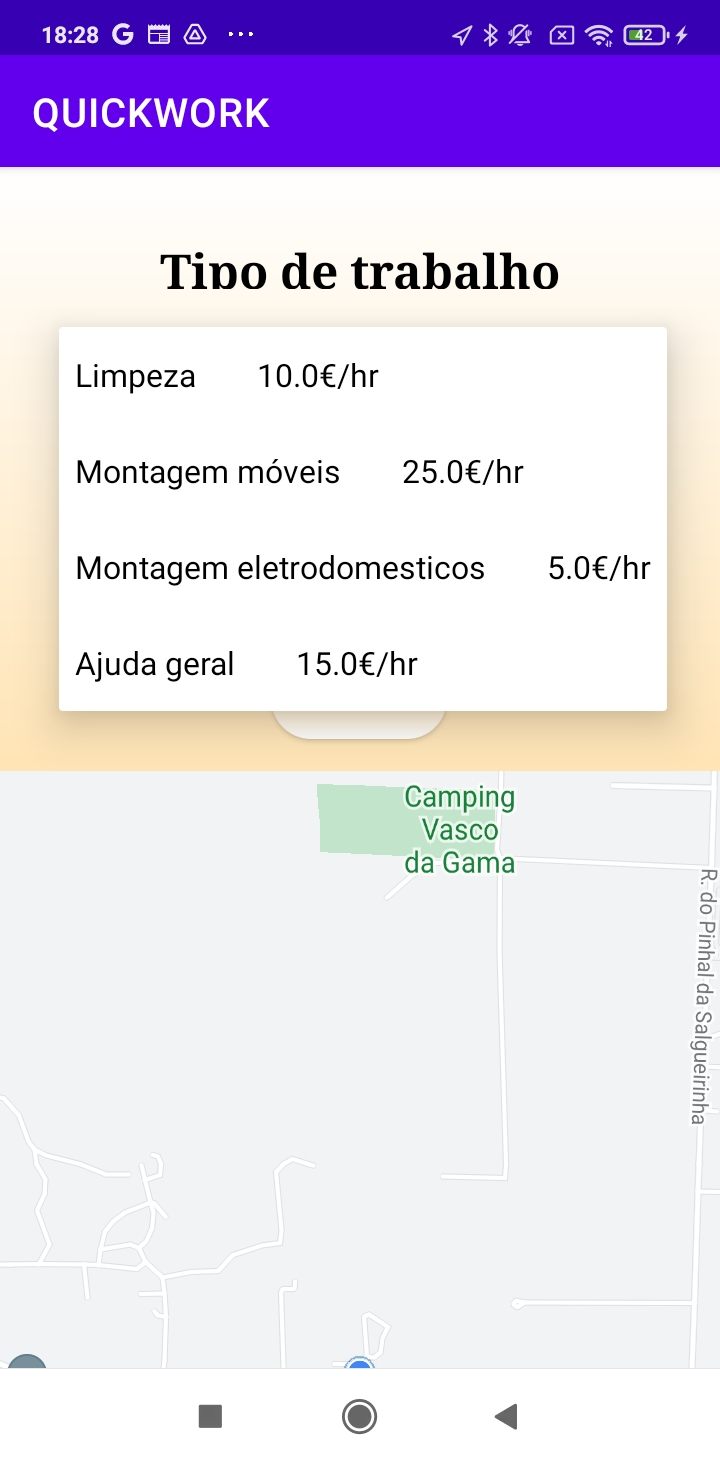 18:28
42
QUICKWORK
Tipo de trabalho
Limpeza 10.0€/hr
Montagem móveis 25.0€/hr
Montagem eletrodomesticos 5.0€/hr
Ajuda geral 15.0€/hr
Camping
Vasco
da Gama
R. do Pinhal da Salgueirinha